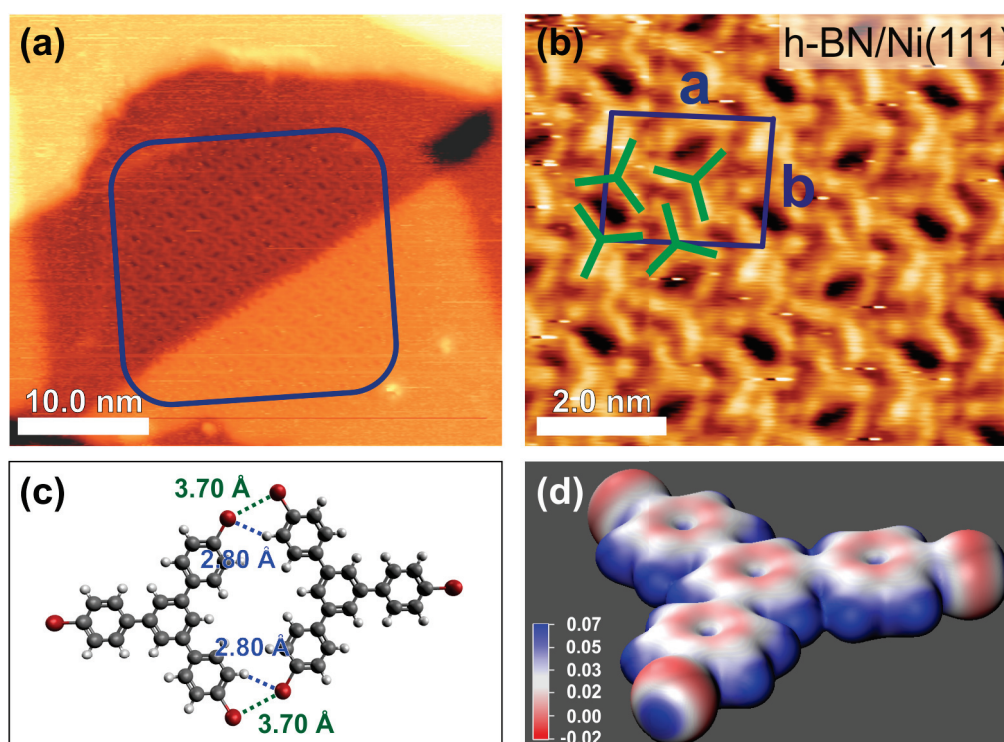 (a)
10.0 nm
(b)
h-BN/Ni(111)
a
b
2.0 nm
(c)
3.70 Å
2.80 Å
2.80 Å
3.70 Å
(d)
0.07
0.05
0.03
0.02
0.00
-0.02